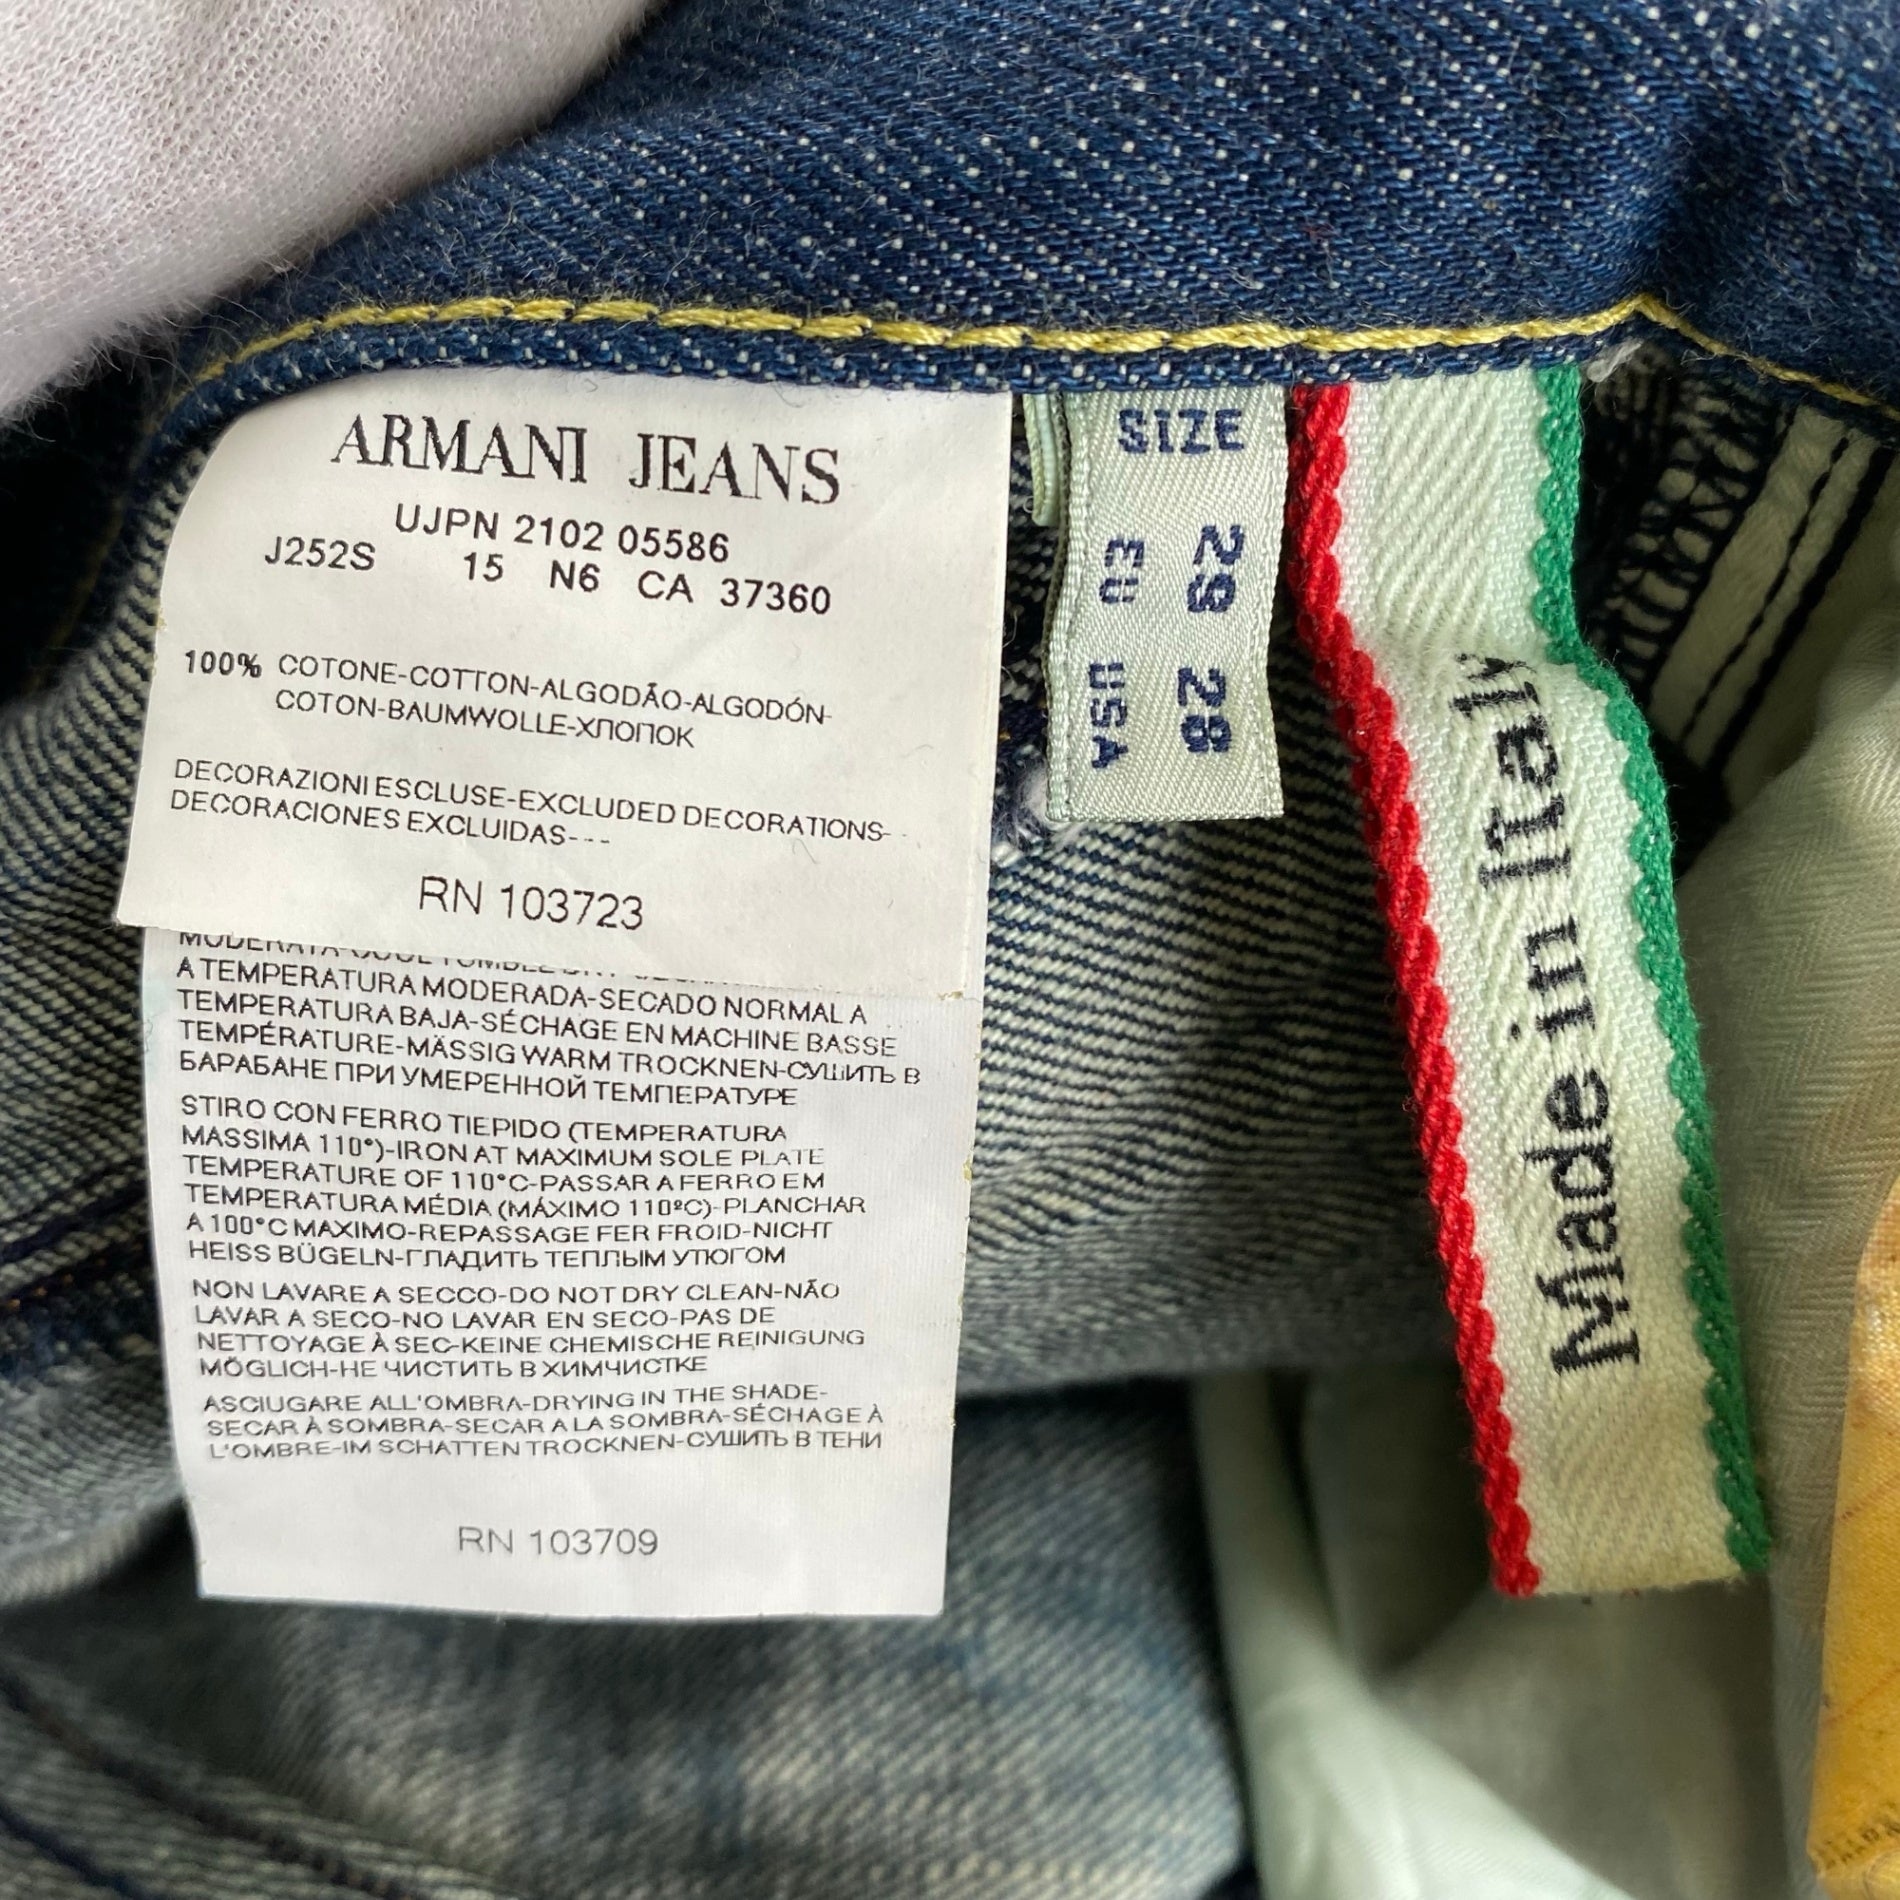 ARMANI JEANS
UJPN 2102 05586
J252S 15 N6 CA 37360
100% COTONE-COTTON-ALGODÃO-ALGODÓN-
COTON-BAUMWOLLE-ХЛОПОК
DECORAZIONI ESCLUSE-EXCLUDED DECORATIONS-
DECORACIONES EXCLUIDAS---
RN 103723
A TEMPERATURA MODERADA-SECADO NORMAL A
TEMPERATURA BAJA-SÉCHAGE EN MACHINE BASSE
TEMPÉRATURE-MÄSSIG WARM TROCKNEN-СУШИТЬ В
БАРАБАНЕ ПРИ УМЕРЕННОЙ ТЕМПЕРАТУРЕ
STIRO CON FERRO TIEPIDO (TEMPERATURA
MASSIMA 110°)-IRON AT MAXIMUM SOLE PLATE
TEMPERATURE OF 110°C-PASSAR A FERRO EM
TEMPERATURA MÉDIA (MÁXIMO 110ºC)-PLANCHAR
A 100°C MAXIMO-REPASSAGE FER FROID-NICHT
HEISS BÜGELN-ГЛАДИТЬ ТЕПЛЫМ УТЮГОМ
NON LAVARE A SECCO-DO NOT DRY CLEAN-NÃO
LAVAR A SECO-NO LAVAR EN SECO-PAS DE
NETTOYAGE À SEC-KEINE CHEMISCHE REINIGUNG
MÖGLICH-НЕ ЧИСТИТЬ В ХИМЧИСТКЕ
ASCIUGARE ALL'OMBRA-DRYING IN THE SHADE-
SECAR À SOMBRA-SECAR A LA SOMBRA-SÉCHAGE À
L'OMBRE-IM SCHATTEN TROCKNEN-СУШИТЬ В ТЕНИ
RN 103709
SIZE
EU 29
USA 28
Made in Italy